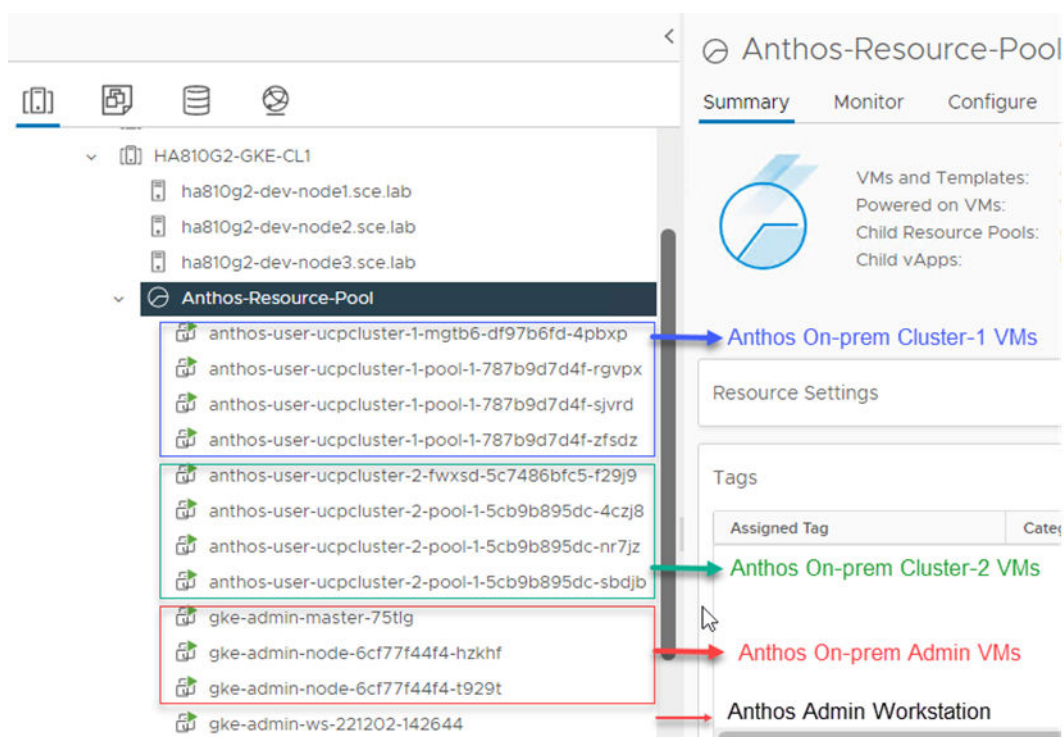 HA810G2-GKE-CL1
ha810g2-dev-node1.sce.lab
ha810g2-dev-node2.sce.lab
ha810g2-dev-node3.sce.lab
Anthos-Resource-Pool
anthos-user-ucpcluster-1-mgtb6-df97b6fd-4pbxp
anthos-user-ucpcluster-1-pool-1-787b9d7d4f-rgvpx
anthos-user-ucpcluster-1-pool-1-787b9d7d4f-sjvrd
anthos-user-ucpcluster-1-pool-1-787b9d7d4f-zfsdz
anthos-user-ucpcluster-2-fwxsd-5c7486bfc5-f29j9
anthos-user-ucpcluster-2-pool-1-5cb9b895dc-4czj8
anthos-user-ucpcluster-2-pool-1-5cb9b895dc-nr7jz
anthos-user-ucpcluster-2-pool-1-5cb9b895dc-sbdjb
gke-admin-master-75tlg
gke-admin-node-6cf77f44f4-hzkhf
gke-admin-node-6cf77f44f4-t929t
gke-admin-ws-221202-142644
Anthos-Resource-Pool
Summary Monitor Configure
VMs and Templates:
Powered on VMs:
Child Resource Pools:
Child vApps:
Anthos On-prem Cluster-1 VMs
Resource Settings
Tags
Assigned Tag Cate
Anthos On-prem Cluster-2 VMs
Anthos On-prem Admin VMs
Anthos Admin Workstation